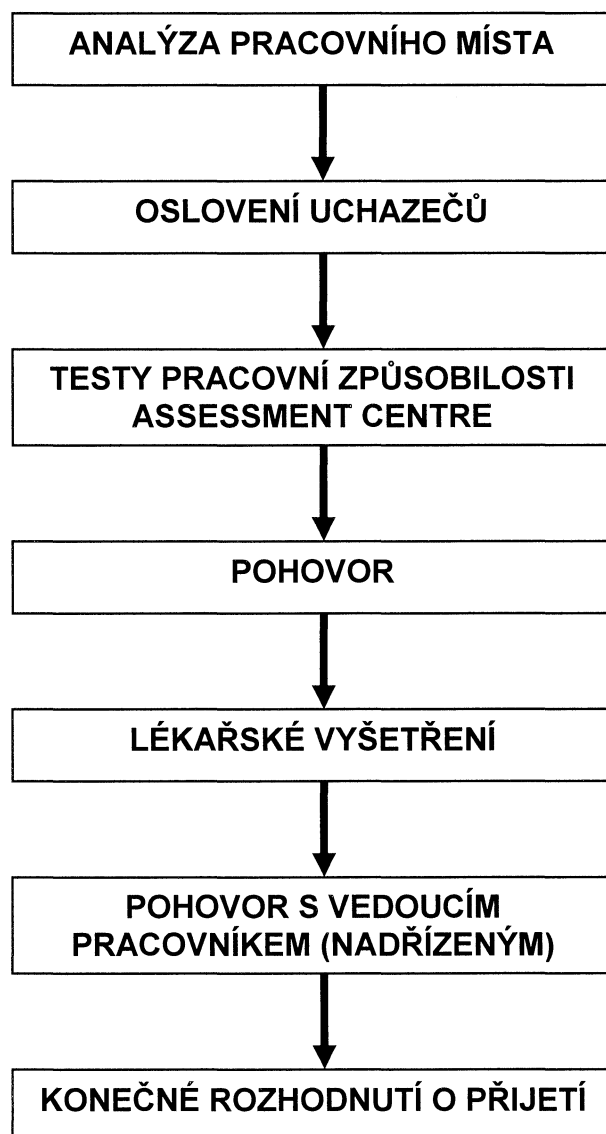 ANALÝZA PRACOVNÍHO MÍSTA
OSLOVENÍ UCHAZEČŮ
TESTY PRACOVNÍ ZPŮSOBILOSTI
ASSESSMENT CENTRE
POHOVOR
LÉKAŘSKÉ VYŠETŘENÍ
POHOVOR S VEDOUCÍM
PRACOVNÍKEM (NADŘÍZENÝM)
KONEČNÉ ROZHODNUTÍ O PŘIJETÍ